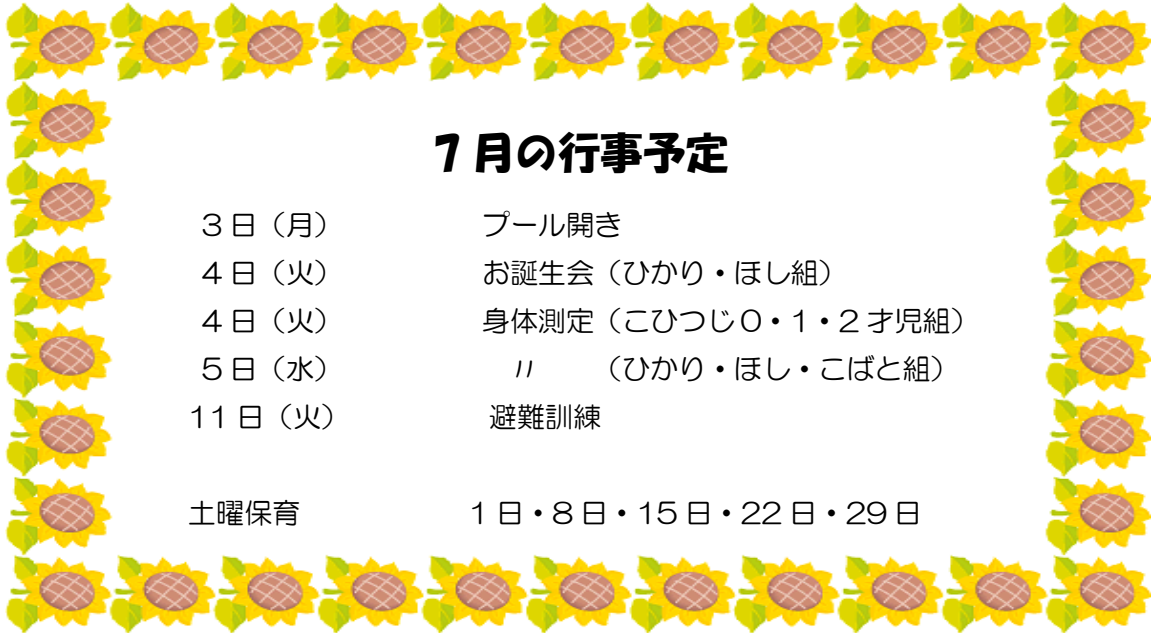 7月の行事予定
3日（月） プール開き
4日（火） お誕生会（ひかり・ほし組）
4日（火） 身体測定（こひつじ０・１・２才児組）
5日（水） 〃 （ひかり・ほし・こばと組）
11日（火） 避難訓練
土曜保育 1日・8日・15日・22日・29日